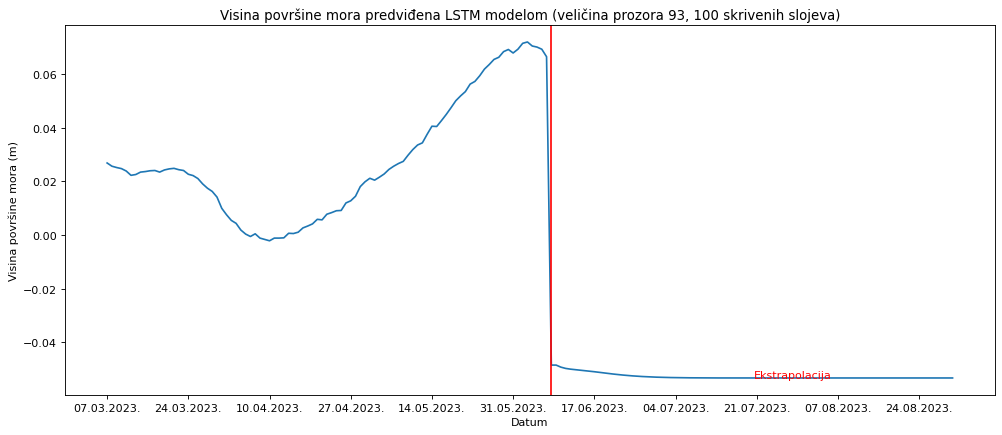 Visina površine mora predviđena LSTM modelom (veličina prozora 93, 100 skrivenih slojeva)
Visina površine mora (m)
0.06
0.04
0.02
0.00
−0.02
−0.04
Ekstrapolacija
07.03.2023. 24.03.2023. 10.04.2023. 27.04.2023. 14.05.2023. 31.05.2023. 17.06.2023. 04.07.2023. 21.07.2023. 07.08.2023. 24.08.2023.
Datum